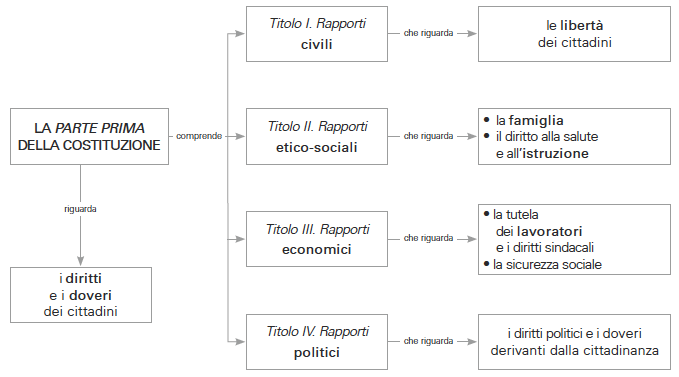 LA PARTE PRIMA
DELLA COSTITUZIONE
riguarda
i diritti
e i doveri
dei cittadini
comprende
Titolo I. Rapporti
civili
che riguarda
le libertà
dei cittadini
Titolo II. Rapporti
etico-sociali
che riguarda
• la famiglia
• il diritto alla salute
e all'istruzione
Titolo III. Rapporti
economici
che riguarda
• la tutela
dei lavoratori
e i diritti sindacali
• la sicurezza sociale
Titolo IV. Rapporti
politici
che riguarda
i diritti politici e i doveri
derivanti dalla cittadinanza